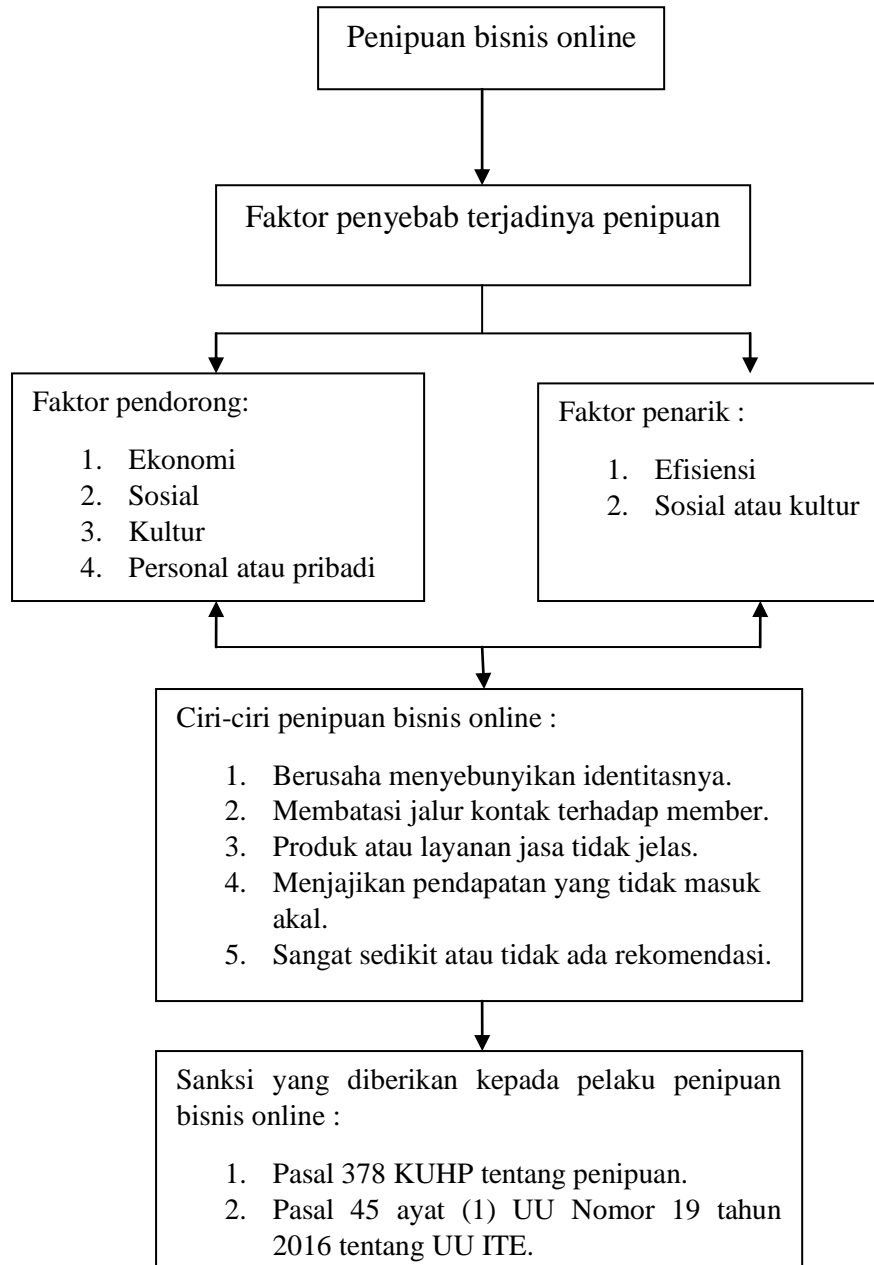 Penipuan bisnis online
Faktor penyebab terjadinya penipuan
Faktor pendorong:
1. Ekonomi
2. Sosial
3. Kultur
4. Personal atau pribadi
Faktor penarik :
1. Efisiensi
2. Sosial atau kultur
Ciri-ciri penipuan bisnis online :
1. Berusaha menyebunyikan identitasnya.
2. Membatasi jalur kontak terhadap member.
3. Produk atau layanan jasa tidak jelas.
4. Menjajikan pendapatan yang tidak masuk
akal.
5. Sangat sedikit atau tidak ada rekomendasi.
Sanksi yang diberikan kepada pelaku penipuan
bisnis online :
1. Pasal 378 KUHP tentang penipuan.
2. Pasal 45 ayat (1) UU Nomor 19 tahun
2016 tentang UU ITE.